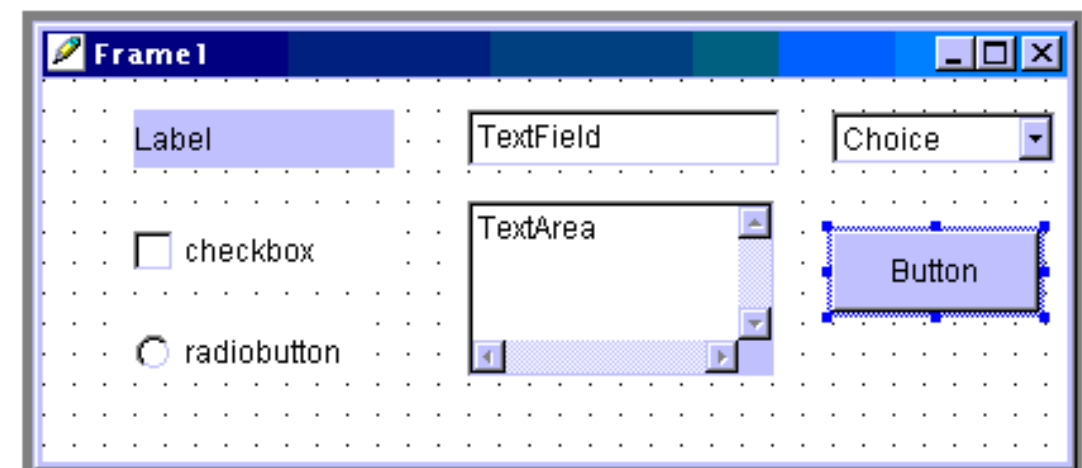 Frame1
Label
TextField
Choice
checkbox
TextArea
Button
radiobutton